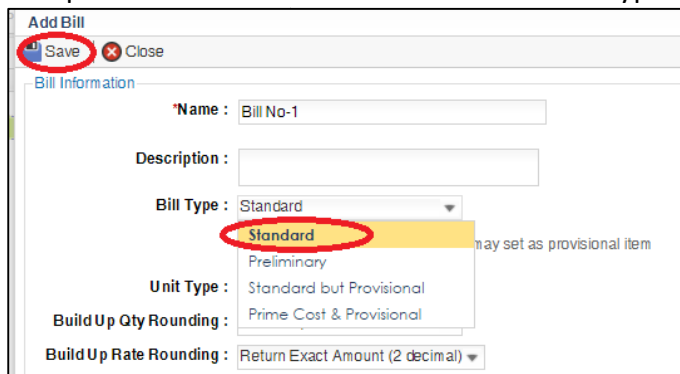 Add Bill
Save Close
Bill Information
*Name : Bill No-1
Description :
Bill Type : Standard
Standard
may set as provisional item
Preliminary
Unit Type : Standard but Provisional
Build Up Qty Rounding : Prime Cost & Provisional
Build Up Rate Rounding : Return Exact Amount (2 decimal)